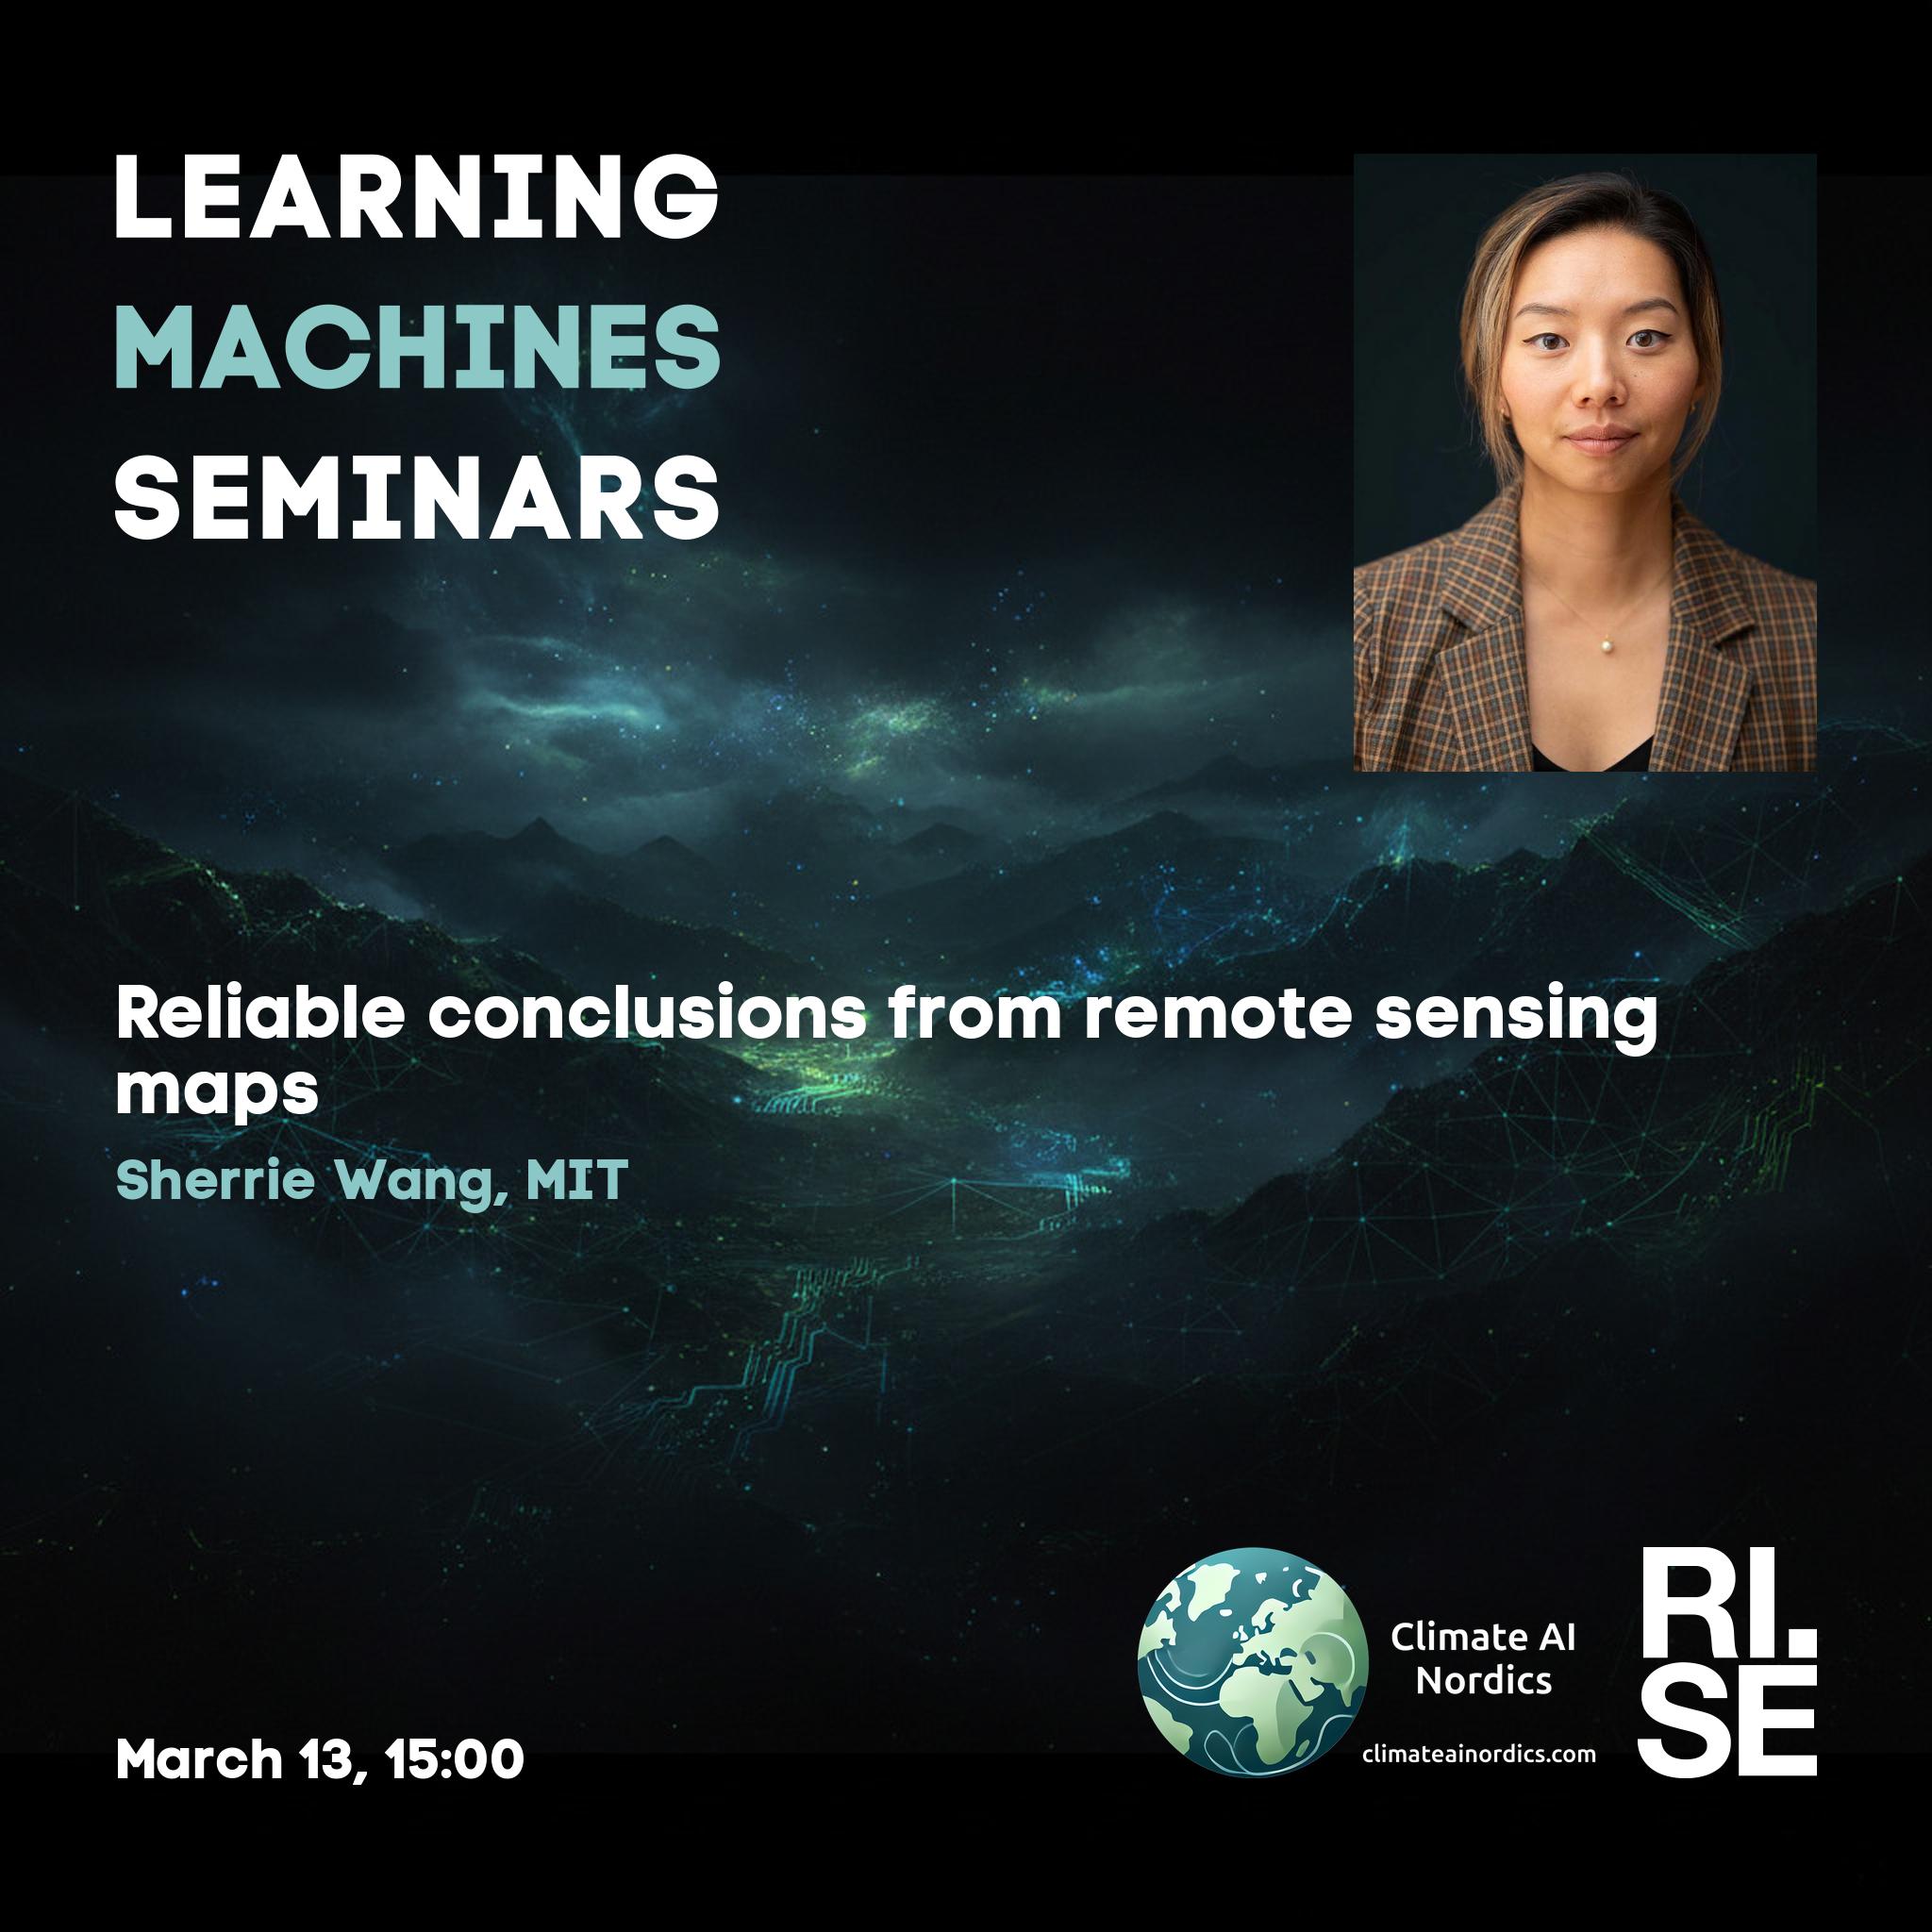 LEARNING
MACHINES
SEMINARS
Reliable conclusions from remote sensing
maps
Sherrie Wang, MIT
March 13, 15:00
Climate AI
Nordics
climateainordics.com
RI.
SE